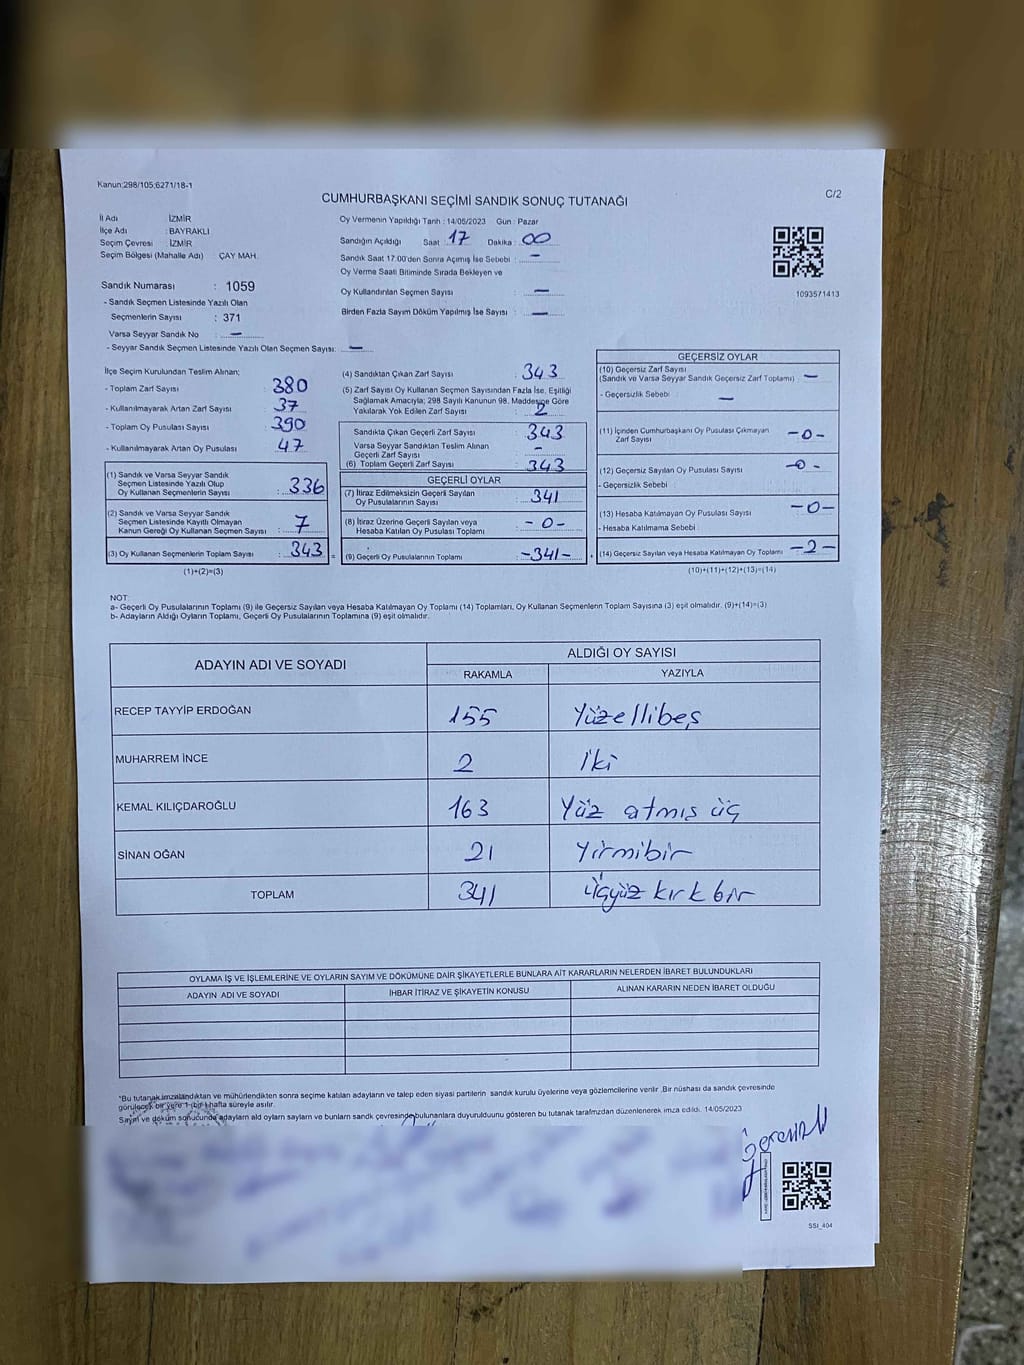 Kanun:298/105;6271/18-1
C/2
CUMHURBAŞKANI SEÇİMİ SANDIK SONUÇ TUTANAĞI
İl Adı İZMİR
İlçe Adı : BAYRAKLI
Seçim Çevresi : İZMİR
Seçim Bölgesi (Mahalle Adı) ÇAY MAH.
Sandık Numarası : 1059
- Sandık Seçmen Listesinde Yazılı Olan
Seçmenlerin Sayısı : 371
Varsa Seyyar Sandık No : —
- Seyyar Sandık Seçmen Listesinde Yazılı Olan Seçmen Sayısı: —
Oy Vermenin Yapıldığı Tarih : 14/05/2023 Gün : Pazar
Sandığın Açıldığı Saat : 17 Dakika : 00
Sandık Saat 17.00'den Sonra Açımış İse Sebebi : —
Oy Verme Saati Bitiminde Sırada Bekleyen ve
Oy Kullandırılan Seçmen Sayısı : —
Birden Fazla Sayım Döküm Yapılmış İse Sayısı : —
1093571413
İlçe Seçim Kurulundan Teslim Alınan;
- Toplam Zarf Sayısı : 380
- Kullanılmayarak Artan Zarf Sayısı : 37
- Toplam Oy Pusulası Sayısı : 390
- Kullanılmayarak Artan Oy Pusulası : 47
(1) Sandık ve Varsa Seyyar Sandık
Seçmen Listesinde Yazılı Olup
Oy Kullanan Seçmenlerin Sayısı : 336
(2) Sandık ve Varsa Seyyar Sandık
Seçmen Listesinde Kayıtlı Olmayan
Kanun Gereği Oy Kullanan Seçmen Sayısı : 7
(3) Oy Kullanan Seçmenlerin Toplam Sayısı : 343
(1)+(2)=(3)
(4) Sandıktan Çıkan Zarf Sayısı : 343
(5) Zarf Sayısı Oy Kullanan Seçmen Sayısından Fazla İse, Eşitliği
Sağlamak Amacıyla; 298 Sayılı Kanunun 98. Maddesine Göre
Yakılarak Yok Edilen Zarf Sayısı : 2
Sandıkta Çıkan Geçerli Zarf Sayısı : 343
Varsa Seyyar Sandıktan Teslim Alınan
Geçerli Zarf Sayısı : -
(6) Toplam Geçerli Zarf Sayısı : 343
GEÇERLİ OYLAR
(7) İtiraz Edilmeksizin Geçerli Sayılan
Oy Pusulalarının Sayısı : 341
(8) İtiraz Üzerine Geçerli Sayılan veya
Hesaba Katılan Oy Pusulası Toplamı : -0-
(9) Geçerli Oy Pusulalarının Toplamı : -341-
GEÇERSİZ OYLAR
(10) Geçersiz Zarf Sayısı
(Sandık ve Varsa Seyyar Sandık Geçersiz Zarf Toplamı) : —
- Geçersizlik Sebebi : —
(11) İçinden Cumhurbaşkanı Oy Pusulası Çıkmayan
Zarf Sayısı : -0-
(12) Geçersiz Sayılan Oy Pusulası Sayısı : -0-
- Geçersizlik Sebebi :
(13) Hesaba Katılmayan Oy Pusulası Sayısı : -0-
- Hesaba Katılmama Sebebi :
(14) Geçersiz Sayılan veya Hesaba Katılmayan Oy Toplamı : -2-
(10)+(11)+(12)+(13)=(14)
NOT:
a- Geçerli Oy Pusulalarının Toplamı (9) ile Geçersiz Sayılan veya Hesaba Katılmayan Oy Toplamı (14) Toplamları, Oy Kullanan Seçmenlerin Toplam Sayısına (3) eşit olmalıdır. (9)+(14)=(3)
b- Adayların Aldığı Oyların Toplamı, Geçerli Oy Pusulalarının Toplamına (9) eşit olmalıdır.
ADAYIN ADI VE SOYADI ALDIĞI OY SAYISI
RAKAMLA YAZIYLA
RECEP TAYYİP ERDOĞAN 155 Yüzellibeş
MUHARREM İNCE 2 İki
KEMAL KILIÇDAROĞLU 163 Yüz atmış üç
SİNAN OĞAN 21 Yirmibir
TOPLAM 341 Üçyüz kırk bir
OYLAMA İŞ VE İŞLEMLERİNE VE OYLARIN SAYIM VE DÖKÜMÜNE DAİR ŞİKAYETLERLE BUNLARA AİT KARARLARIN NELERDEN İBARET BULUNDUKLARI
ADAYIN ADI VE SOYADI İHBAR İTİRAZ VE ŞİKAYETİN KONUSU ALINAN KARARIN NEDEN İBARET OLDUĞU
*Bu tutanak imzalandıktan ve mühürlendikten sonra seçime katılan adayların ve talep eden siyasi partilerin sandık kurulu üyelerine veya gözlemcilerine verilir .Bir nüshası da sandık çevresinde
görülecek bir yere 1 (bir) hafta süreyle asılır.
Sayım ve döküm sonucunda adayların aldı oyların sayların ve bunların sandk çevresinde bulunanlara duyurulduunu gösteren bu tutanak tarafmzdan düzenlenerek imza edildi. 14/05/2023
SSI_404